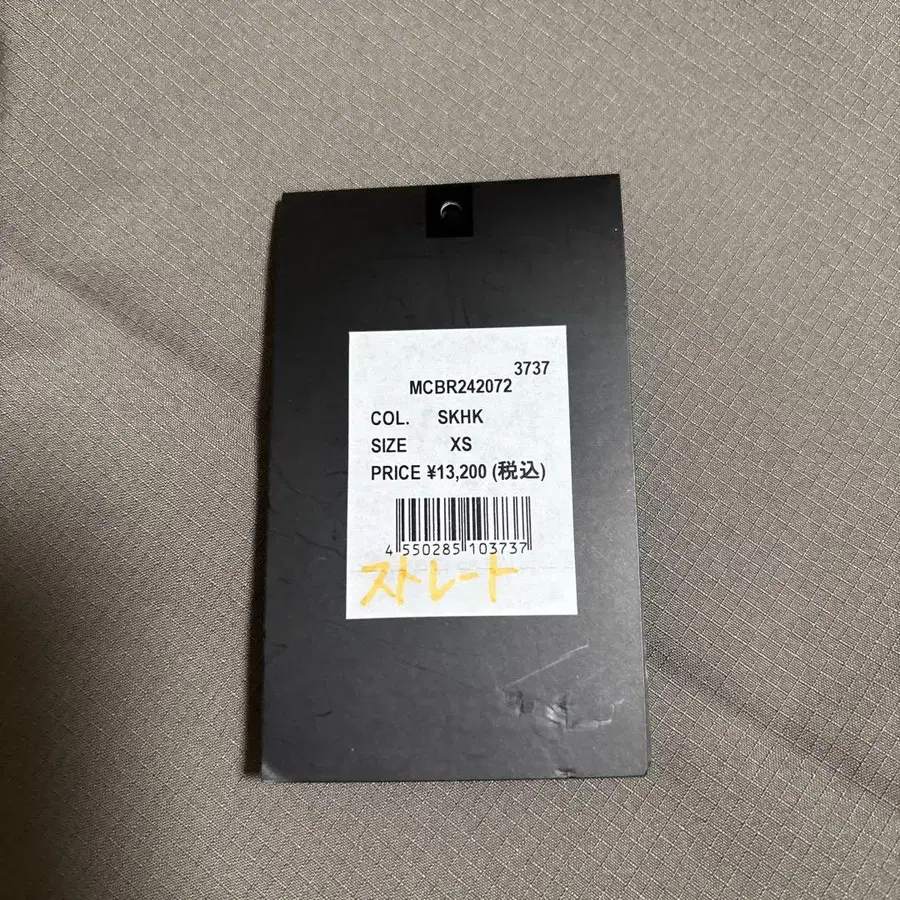 3737
MCBR242072
COL. SKHK
SIZE XS
PRICE ¥13,200 (税込)
4 550285 103737
ストレート